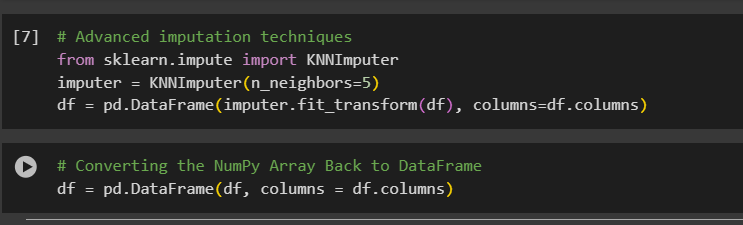 [7] # Advanced imputation techniques
from sklearn.impute import KNNImputer
imputer = KNNImputer(n_neighbors=5)
df = pd.DataFrame(imputer.fit_transform(df), columns=df.columns)
# Converting the NumPy Array Back to DataFrame
df = pd.DataFrame(df, columns = df.columns)